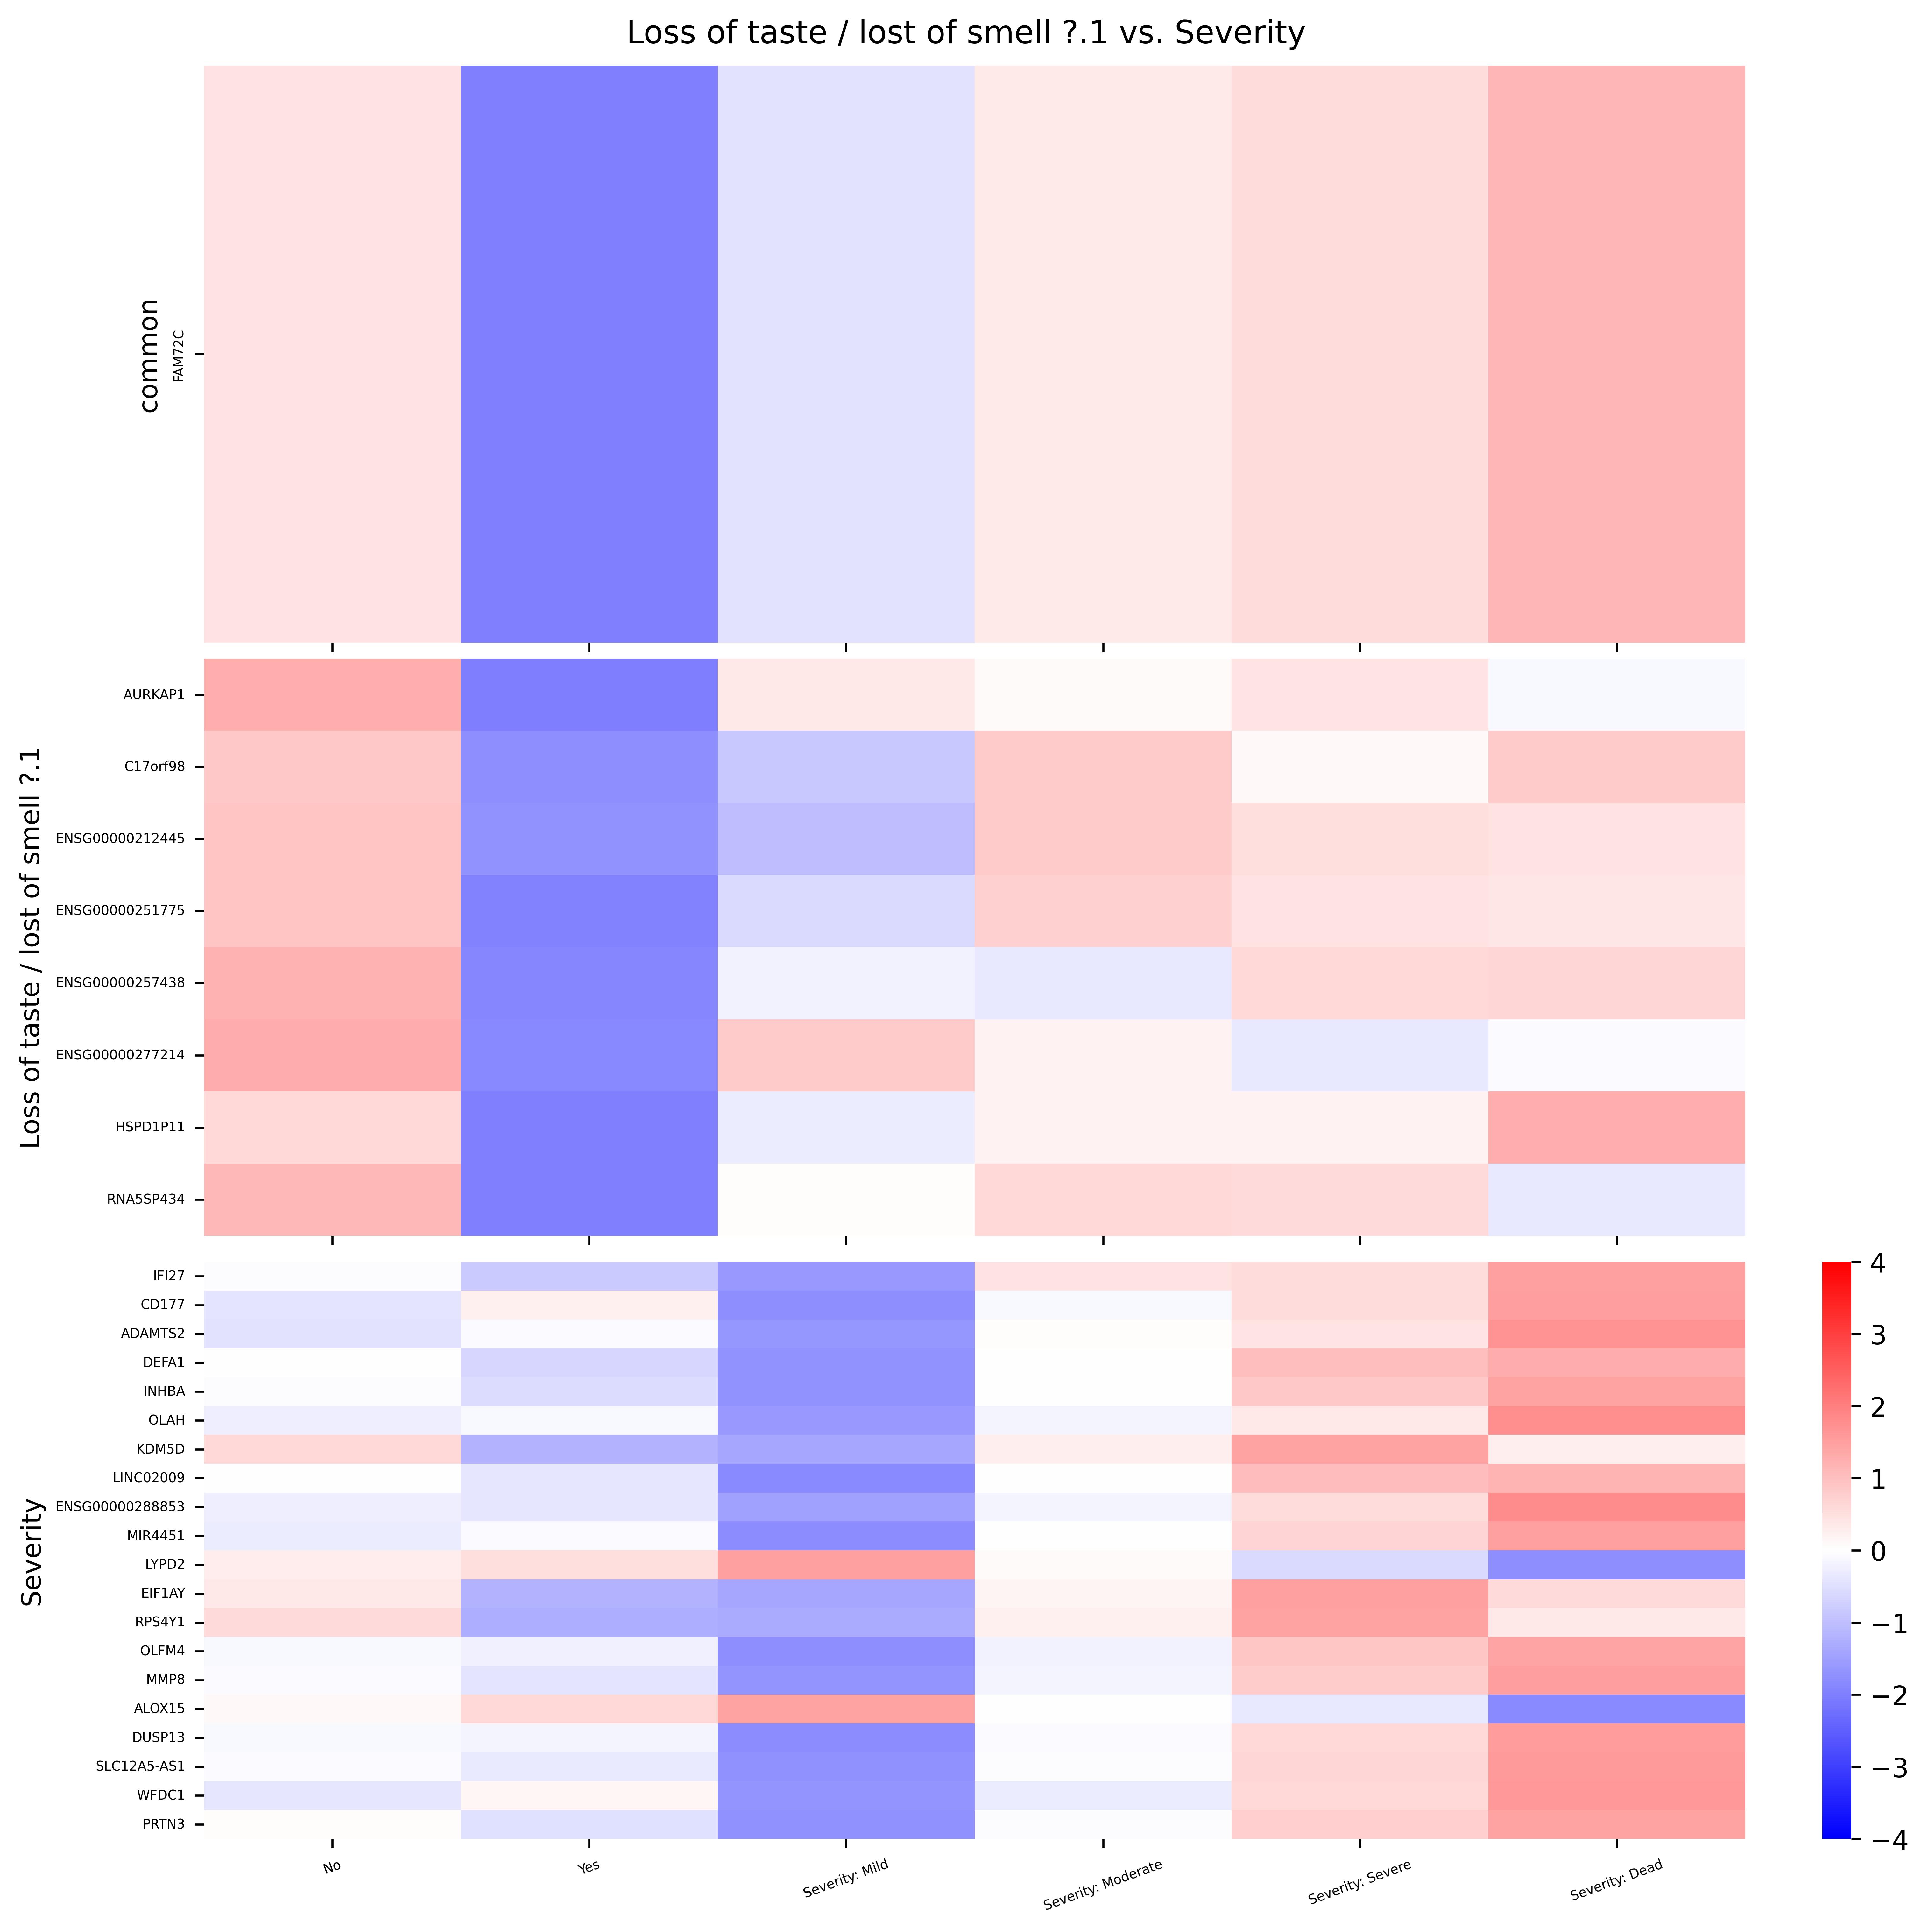 Loss of taste / lost of smell ?.1 vs. Severity
common
FAM72C
Loss of taste / lost of smell ?.1
AURKAP1
C17orf98
ENSG00000212445
ENSG00000251775
ENSG00000257438
ENSG00000277214
HSPD1P11
RNA5SP434
Severity
IFI27
CD177
ADAMTS2
DEFA1
INHBA
OLAH
KDM5D
LINC02009
ENSG00000288853
MIR4451
LYPD2
EIF1AY
RPS4Y1
OLFM4
MMP8
ALOX15
DUSP13
SLC12A5-AS1
WFDC1
PRTN3
No
Yes
Severity: Mild
Severity: Moderate
Severity: Severe
Severity: Dead
4
3
2
1
0
−1
−2
−3
−4